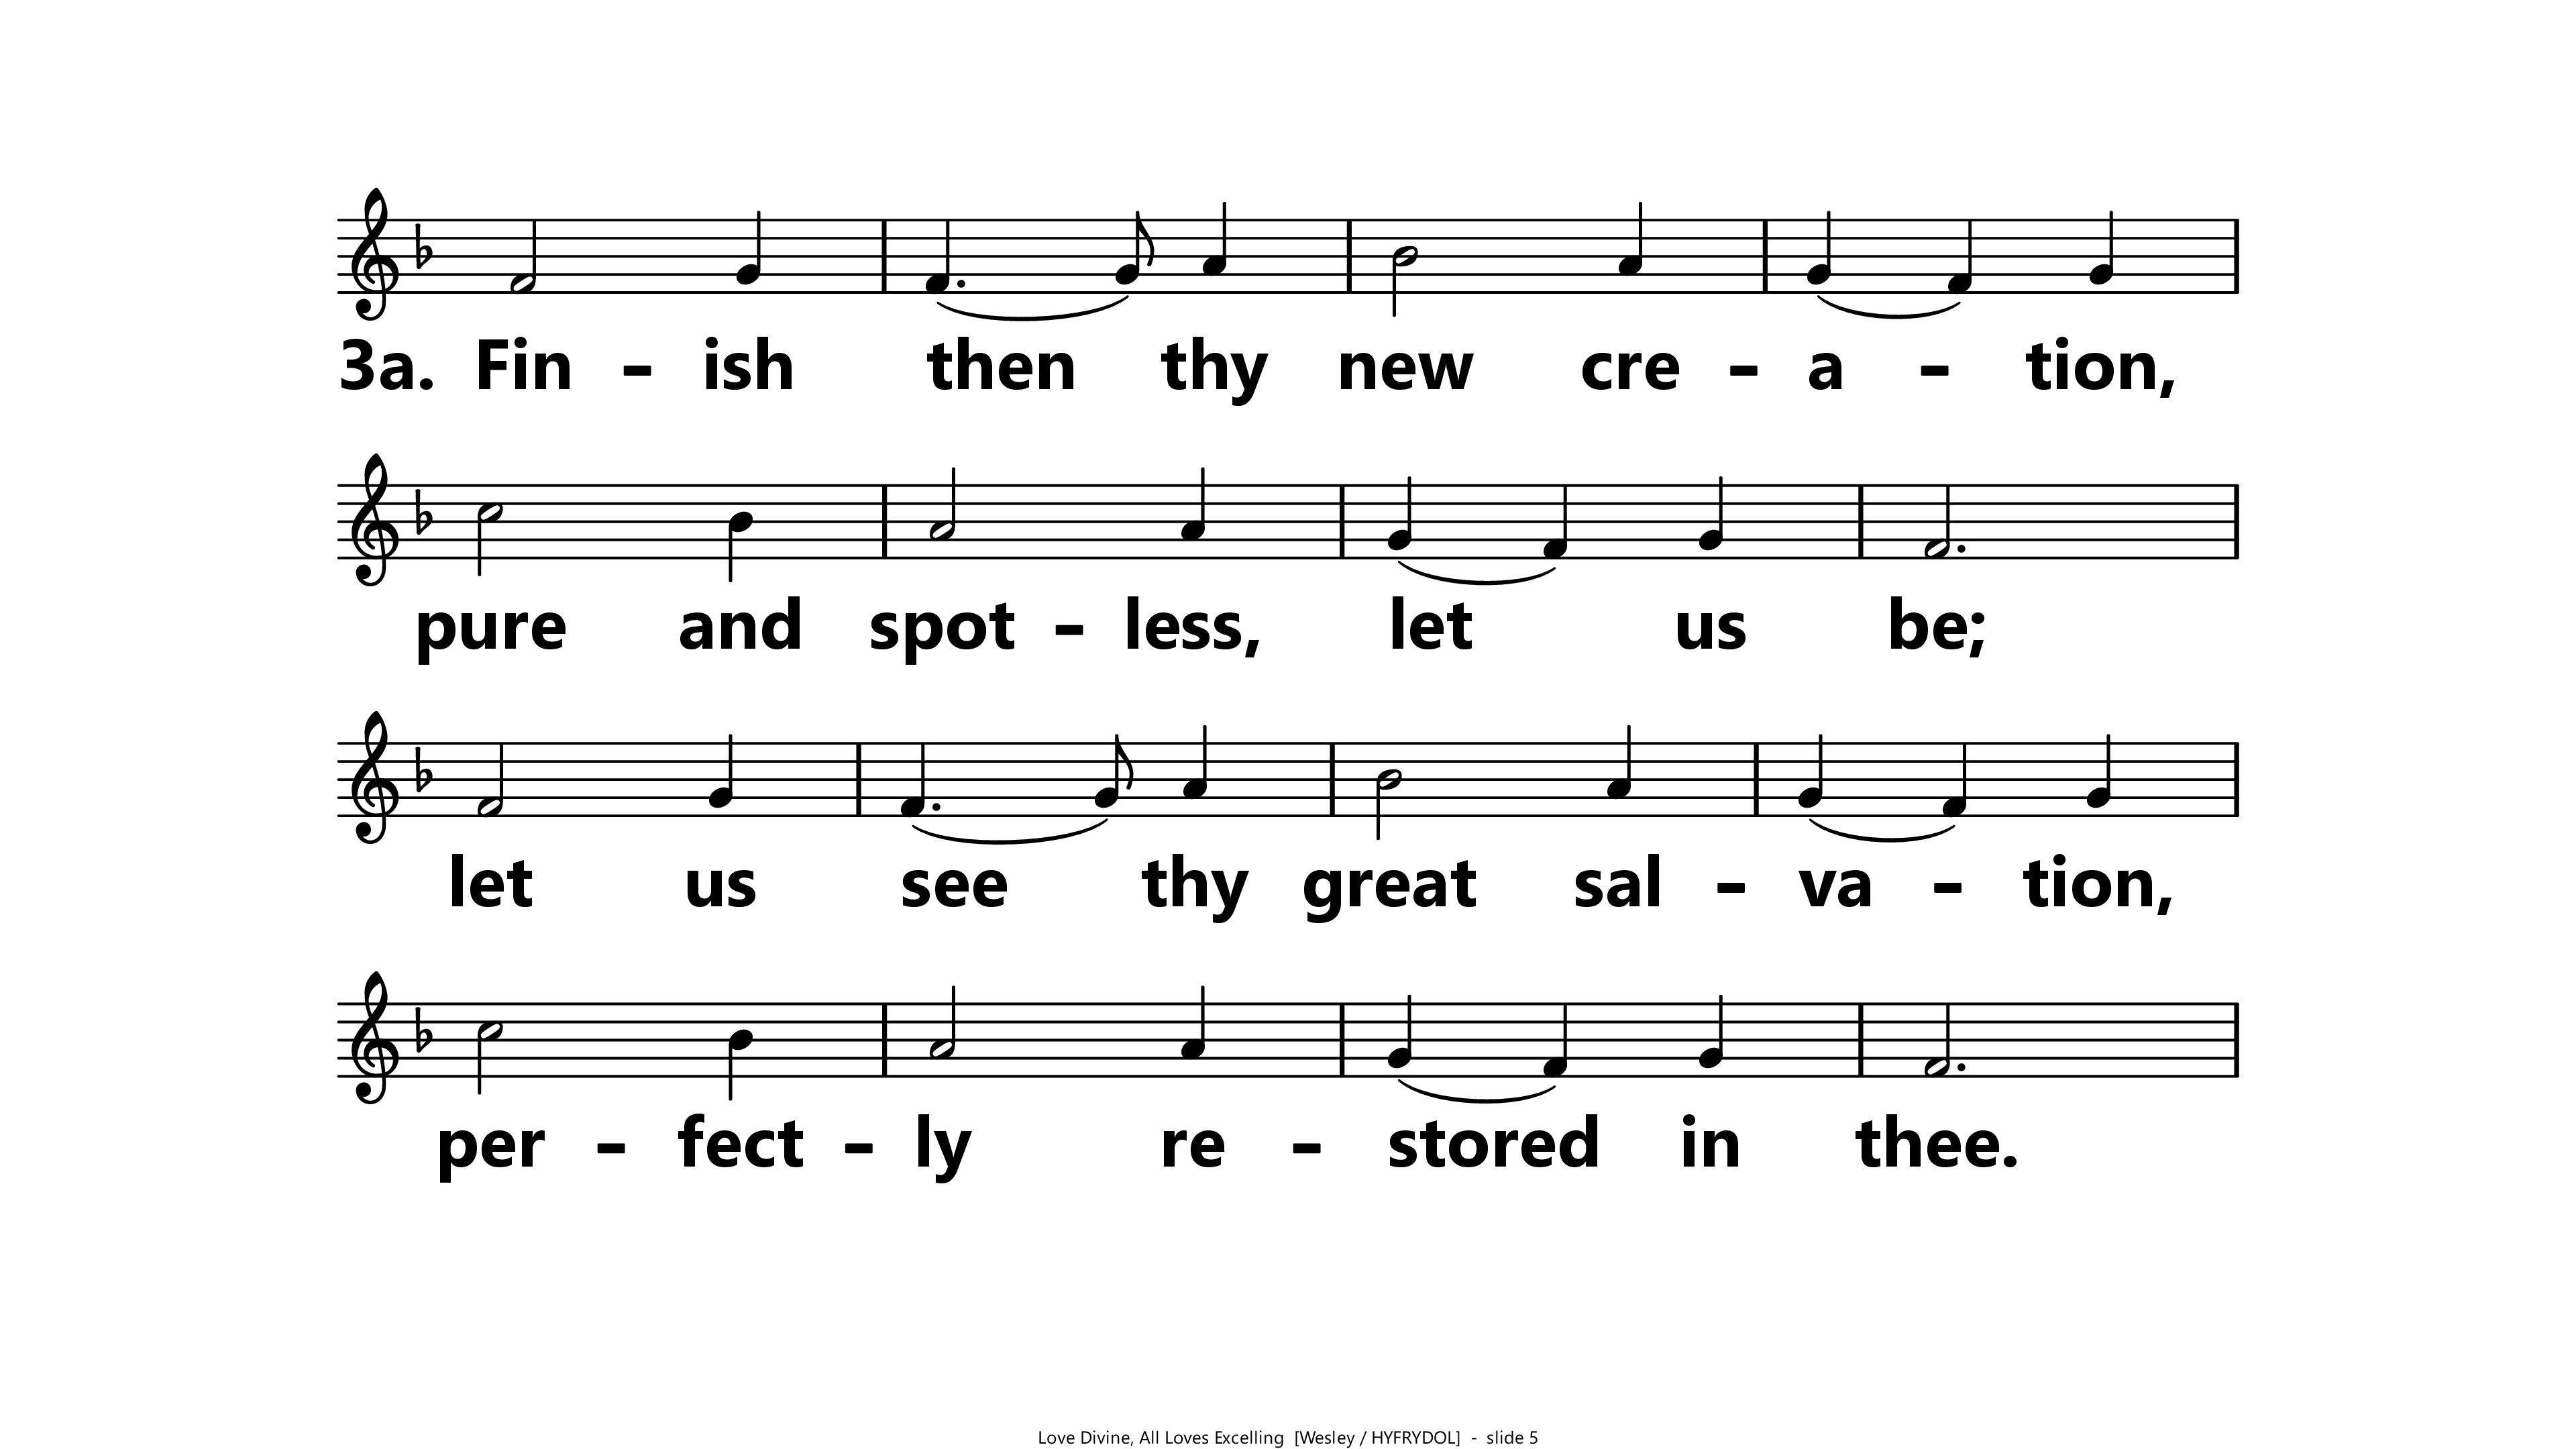 3a. Fin - ish then thy new cre - a - tion,
pure and spot - less, let us be;
let us see thy great sal - va - tion,
per - fect - ly re - stored in thee.
Love Divine, All Loves Excelling [Wesley / HYFRYDOL] - slide 5